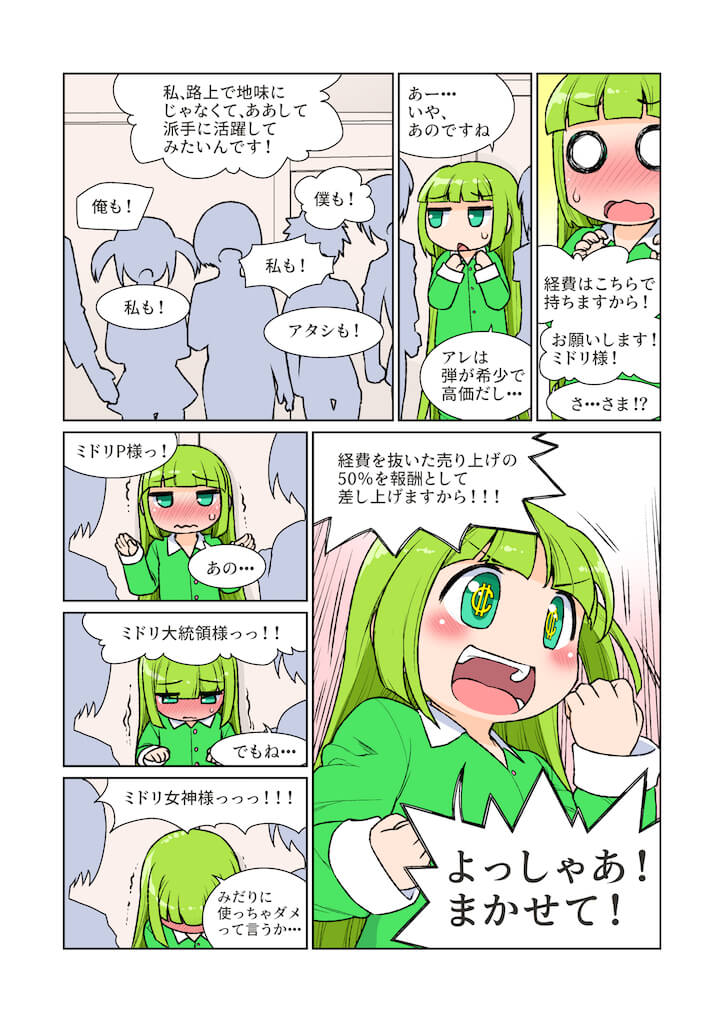 経費はこちらで
持ちますから！
お願いします！
ミドリ様！
さ・・・さま!?
あー・・・
いや、
あのですね
アレは
弾が希少で
高価だし・・・
私、路上で地味に
じゃなくて、ああして
派手に活躍して
みたいんです！
僕も！
俺も！
私も！
私も！
アタシも！
経費を抜いた売り上げの
50％を報酬として
差し上げますから！！！
よっしゃあ！
まかせて！
ミドリP様っ！
あの・・・
ミドリ大統領様っっ！！
でもね・・・
ミドリ女神様っっっ！！！
みだりに
使っちゃダメ
って言うか・・・